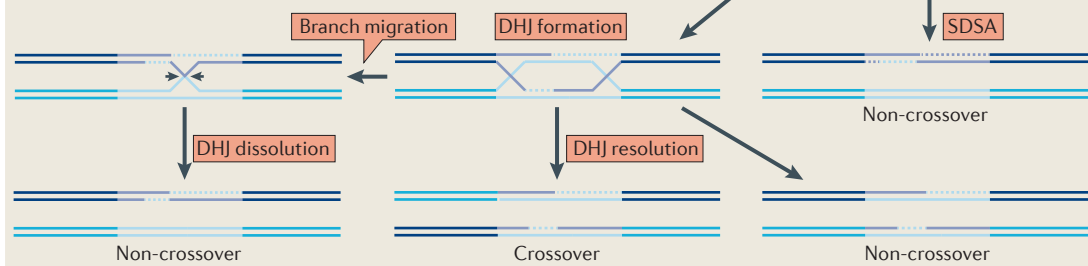 Branch migration
DHJ formation
SDSA
Non-crossover
DHJ dissolution
DHJ resolution
Non-crossover
Crossover
Non-crossover